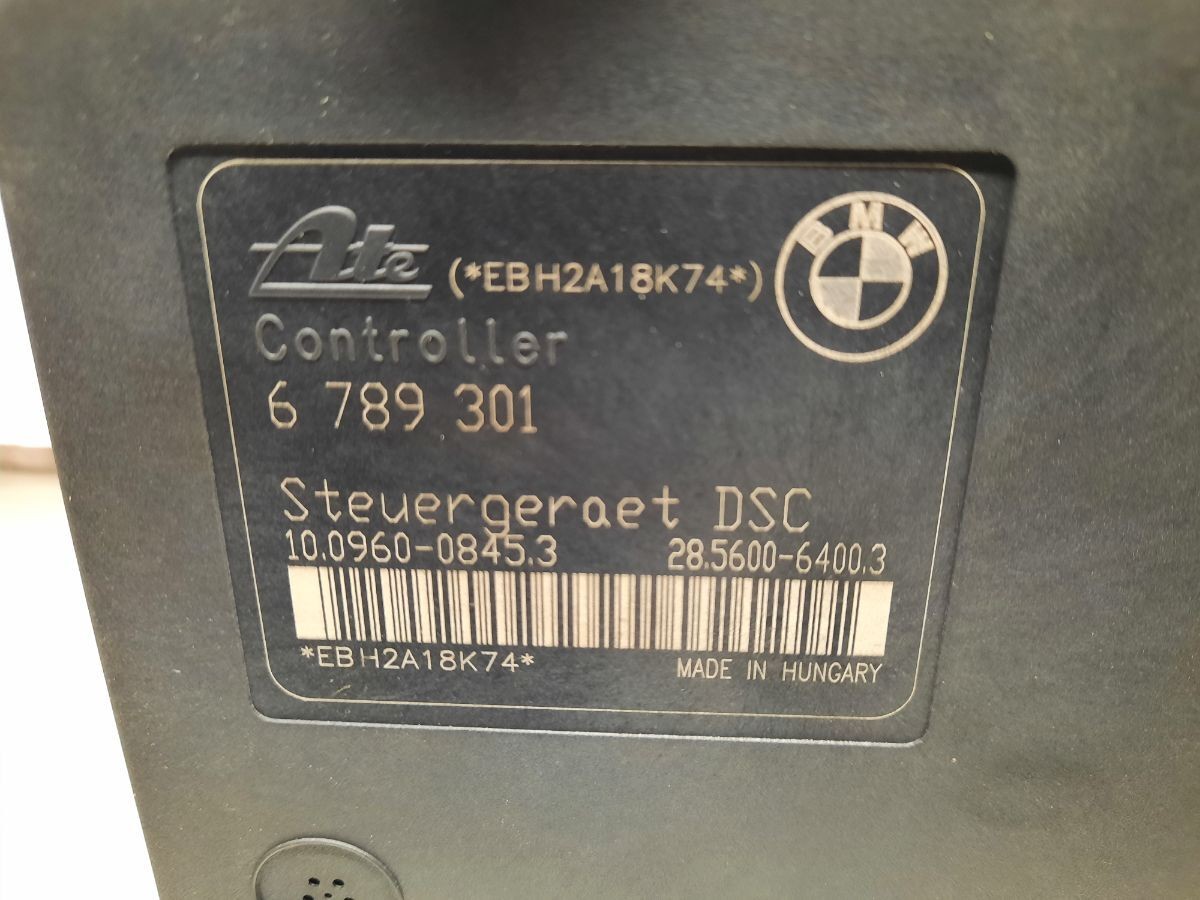 Ate (*EBH2A18K74*) BMW
Controller
6 789 301
Steuergeraet DSC
10.0960-0845.3 28.5600-6400.3
*EBH2A18K74* MADE IN HUNGARY